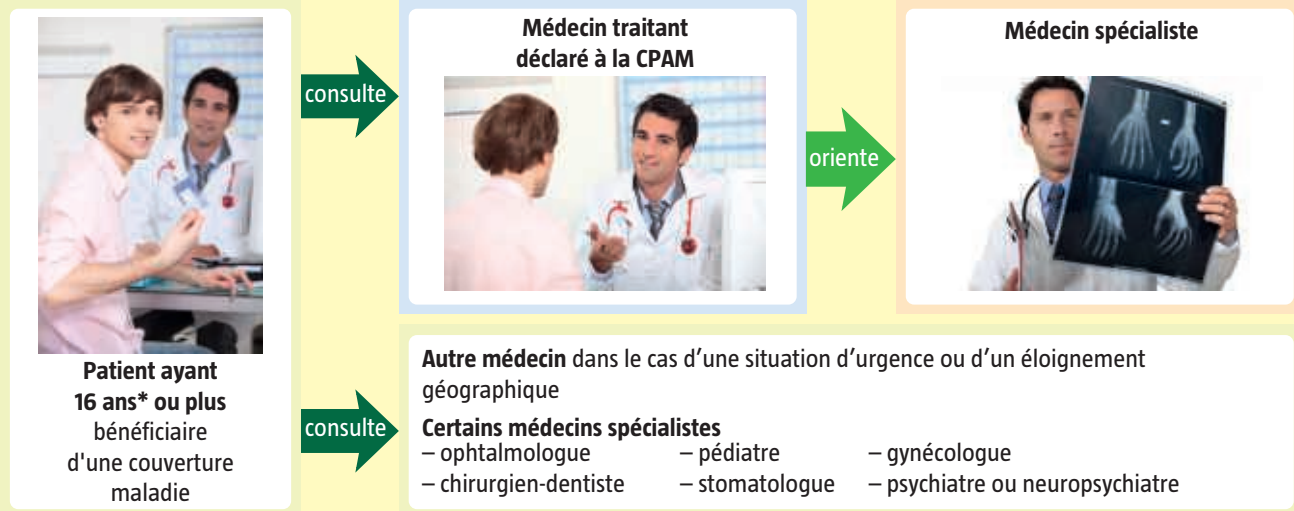 Patient ayant
16 ans* ou plus
bénéficiaire
d'une couverture
maladie
consulte
Médecin traitant
déclaré à la CPAM
oriente
Médecin spécialiste
consulte
Autre médecin dans le cas d’une situation d’urgence ou d’un éloignement
géographique
Certains médecins spécialistes
– ophtalmologue – pédiatre – gynécologue
– chirurgien-dentiste – stomatologue – psychiatre ou neuropsychiatre